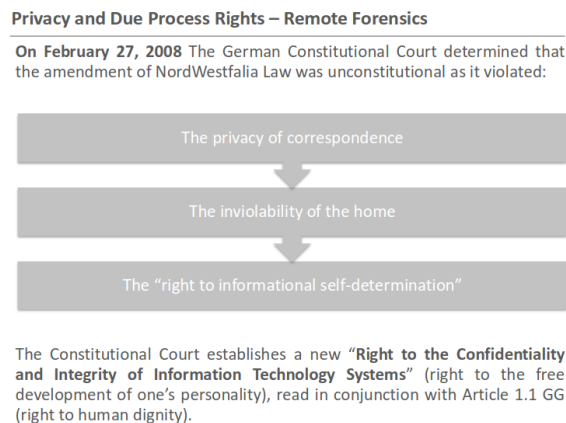 Privacy and Due Process Rights – Remote Forensics
On February 27, 2008 The German Constitutional Court determined that
the amendment of NordWestfalia Law was unconstitutional as it violated:
The privacy of correspondence
The inviolability of the home
The “right to informational self-determination”
The Constitutional Court establishes a new “Right to the Confidentiality
and Integrity of Information Technology Systems” (right to the free
development of one’s personality), read in conjunction with Article 1.1 GG
(right to human dignity).